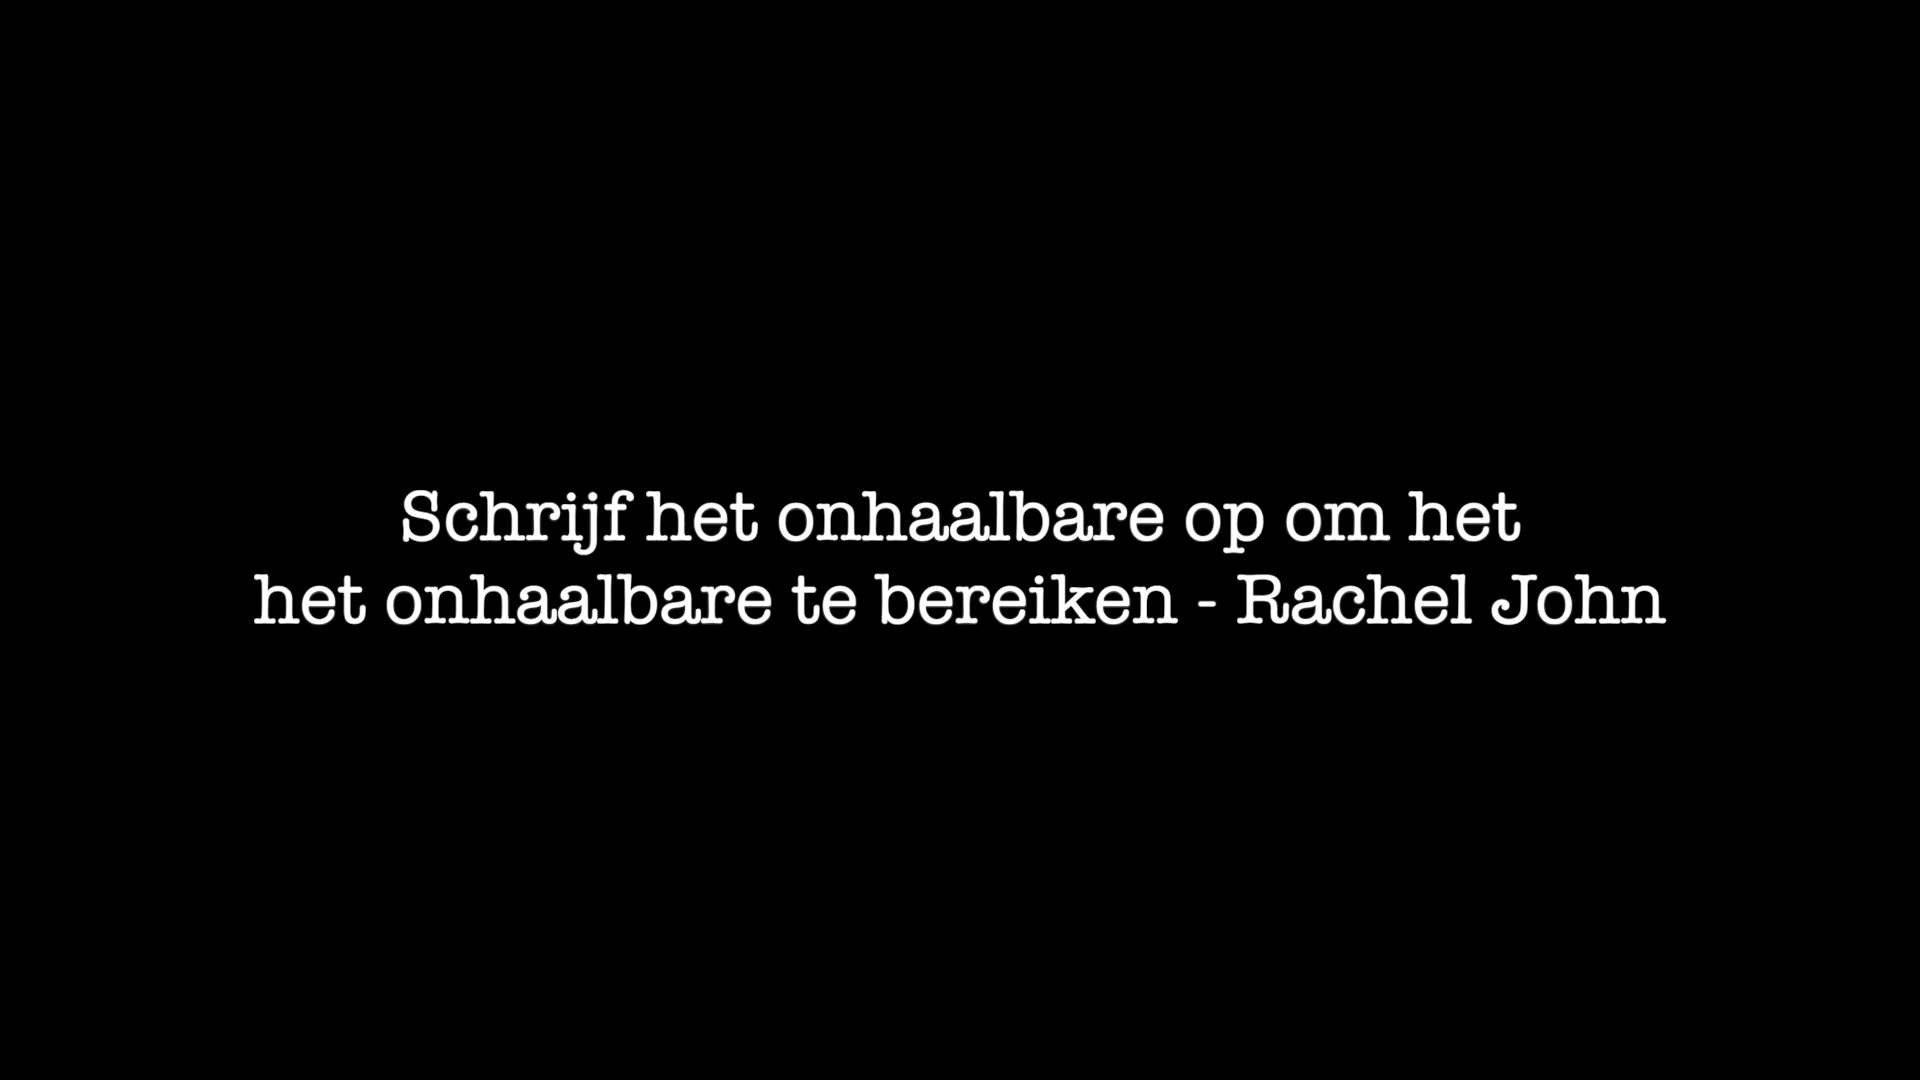 Schrijf het onhaalbare op om het
het onhaalbare te bereiken - Rachel John